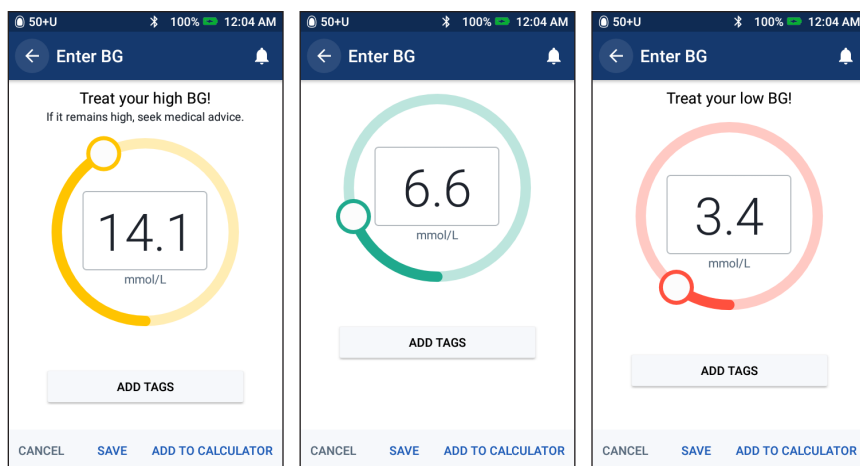 50+U 100% 12:04 AM
Enter BG
Treat your high BG!
If it remains high, seek medical advice.
14.1
mmol/L
ADD TAGS
CANCEL SAVE ADD TO CALCULATOR
50+U 100% 12:04 AM
Enter BG
6.6
mmol/L
ADD TAGS
CANCEL SAVE ADD TO CALCULATOR
50+U 100% 12:04 AM
Enter BG
Treat your low BG!
3.4
mmol/L
ADD TAGS
CANCEL SAVE ADD TO CALCULATOR